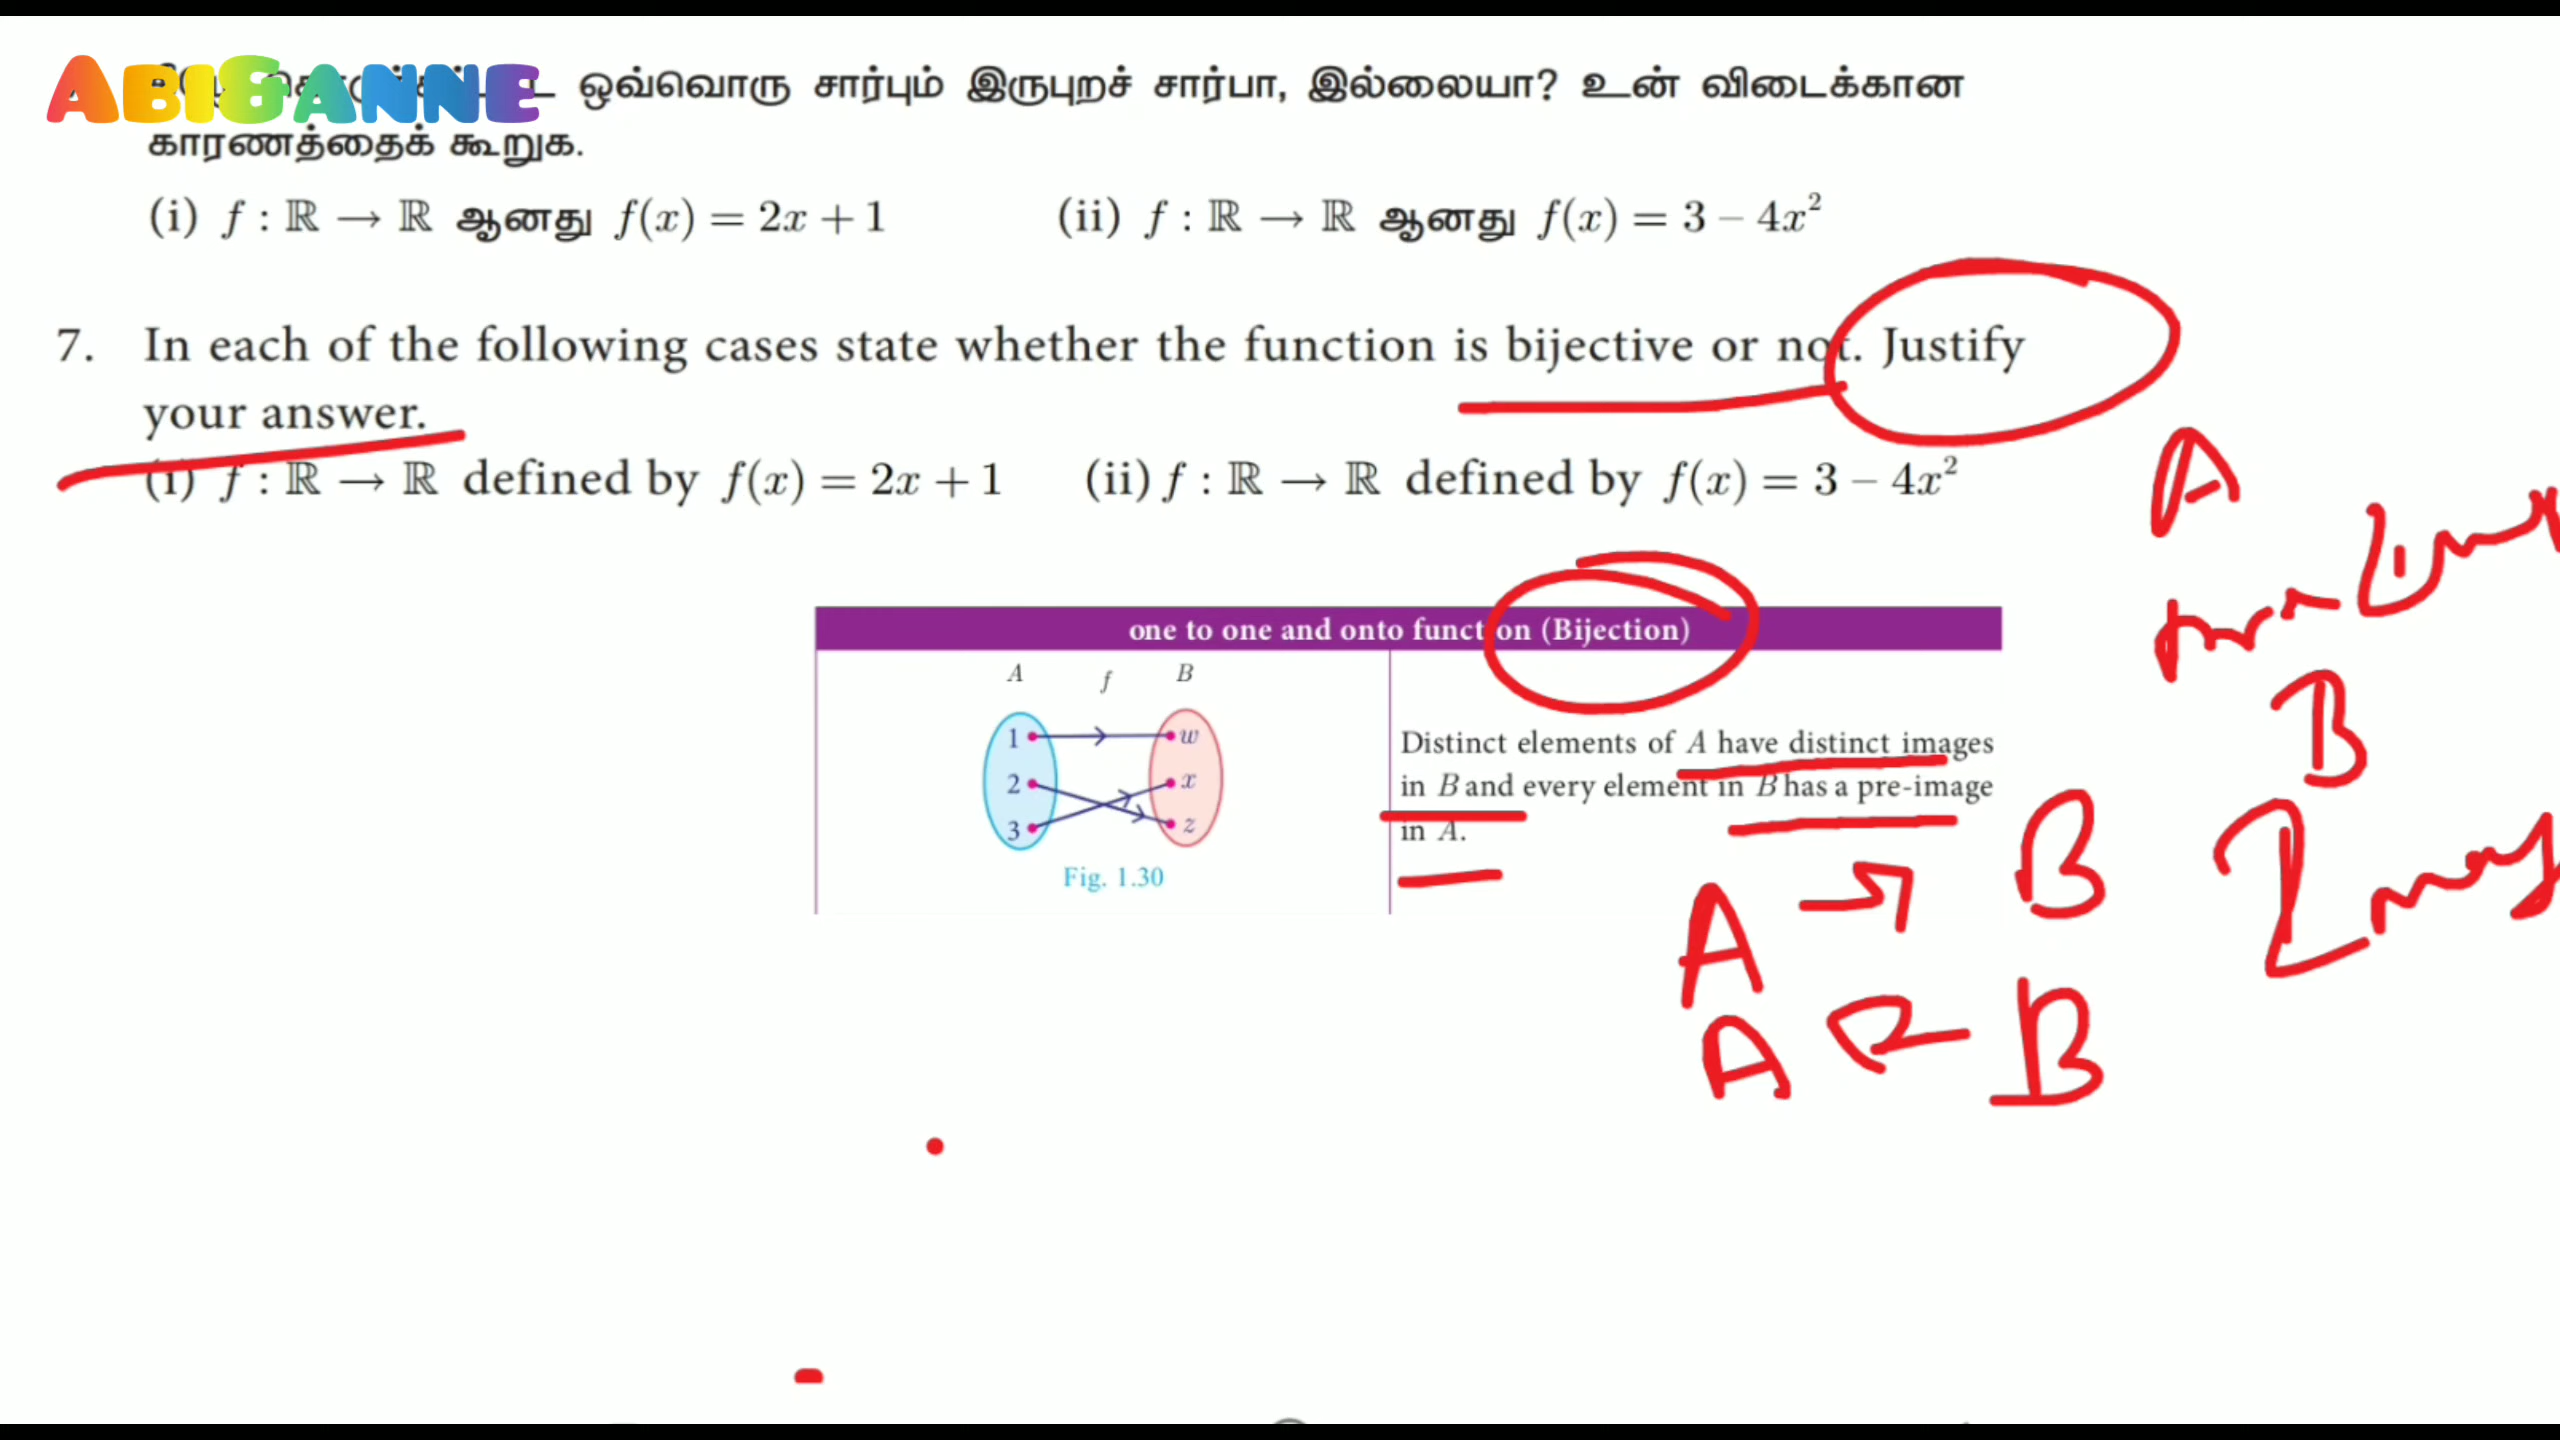 ABI&ANNE
ஒவ்வொரு சார்பும் இருபுறச் சார்பா, இல்லையா? உன் விடைக்கான
காரணத்தைக் கூறுக.
(i) f : ℝ → ℝ ஆனது f(x) = 2x + 1 (ii) f : ℝ → ℝ ஆனது f(x) = 3 – 4x²
7. In each of the following cases state whether the function is bijective or not. Justify
your answer.
(i) f : ℝ → ℝ defined by f(x) = 2x + 1 (ii) f : ℝ → ℝ defined by f(x) = 3 – 4x²
A
B
one to one and onto function (Bijection)
A f B
1 w
2 x
3 z
Fig. 1.30
Distinct elements of A have distinct images
in B and every element in B has a pre-image
in A.
A → B
A ← B